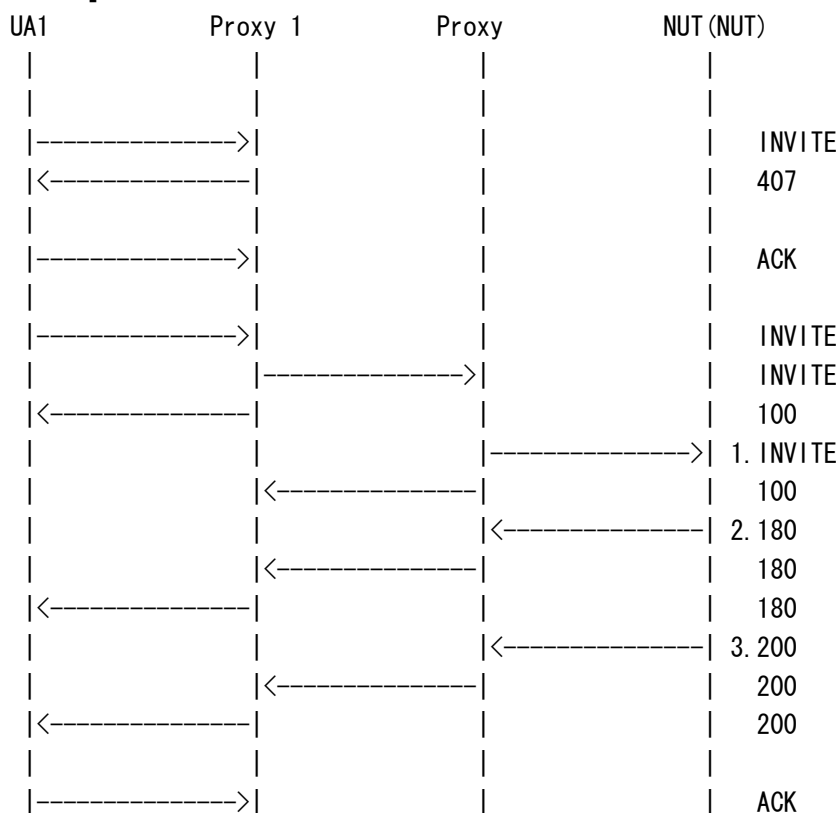 UA1 Proxy 1 Proxy NUT(NUT)
INVITE
407
ACK
INVITE
INVITE
100
1. INVITE
100
2. 180
180
180
3. 200
200
200
ACK